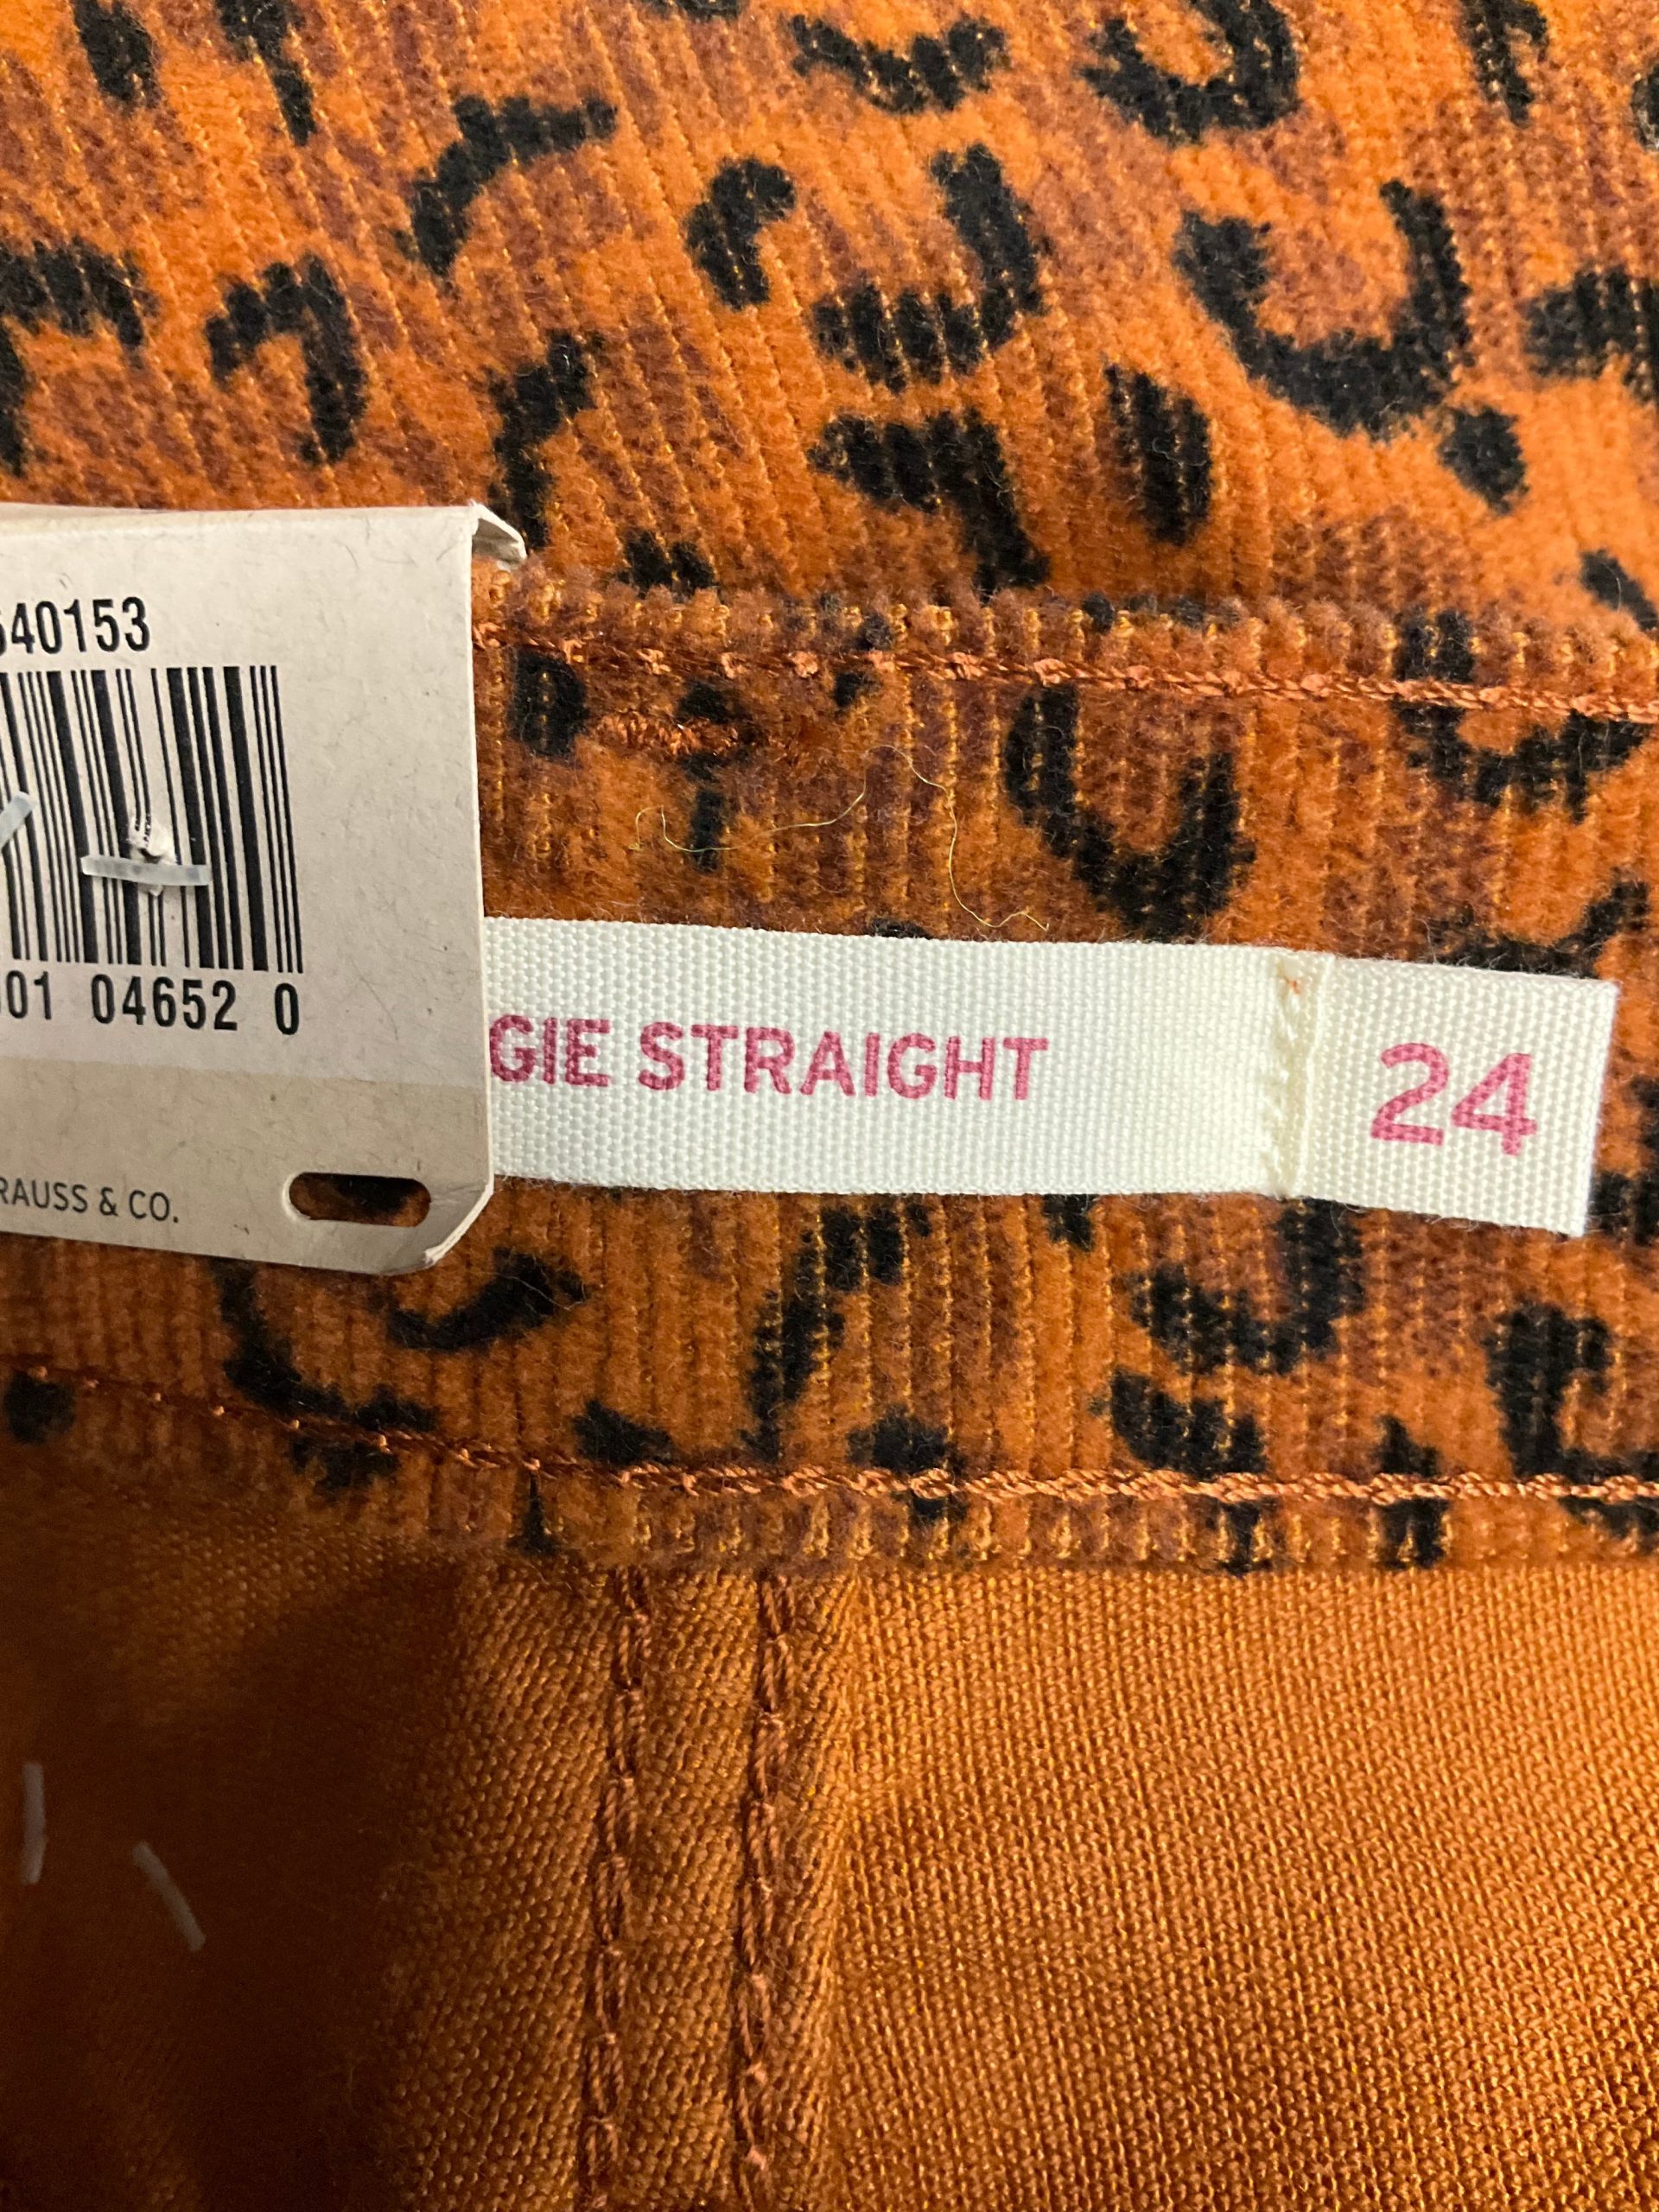 540153
01 04652 0
RAUSS & CO.
GIE STRAIGHT
24